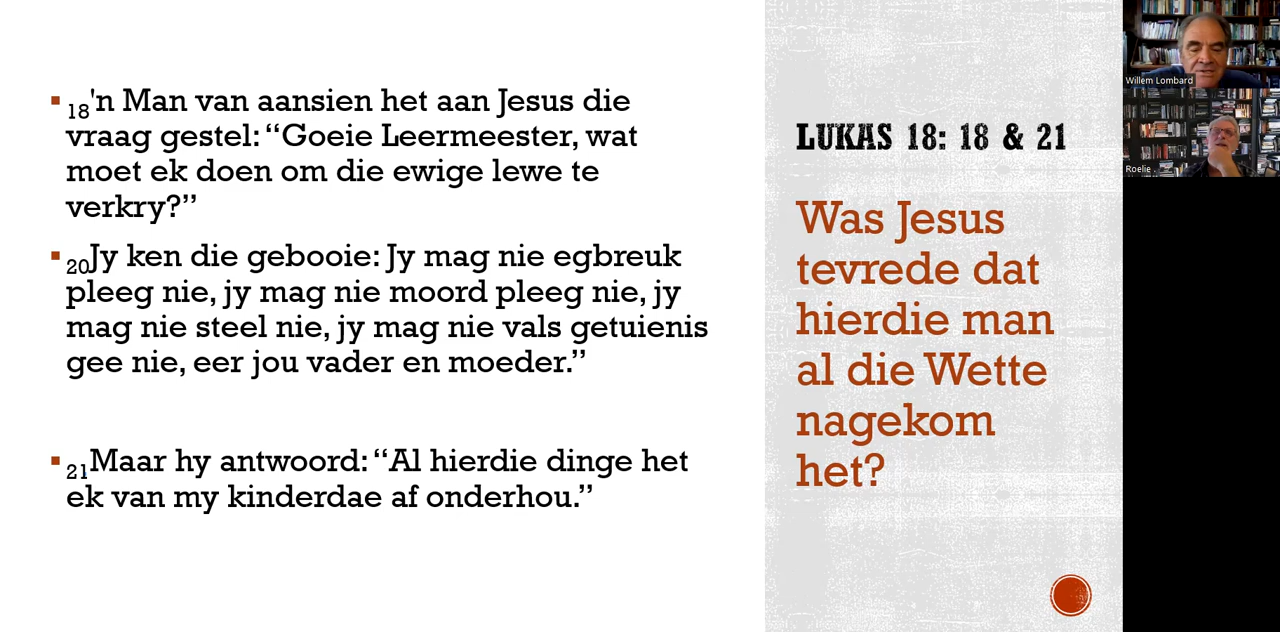 18'n Man van aansien het aan Jesus die
vraag gestel: “Goeie Leermeester, wat
moet ek doen om die ewige lewe te
verkry?”
20Jy ken die gebooie: Jy mag nie egbreuk
pleeg nie, jy mag nie moord pleeg nie, jy
mag nie steel nie, jy mag nie vals getuienis
gee nie, eer jou vader en moeder.”
21Maar hy antwoord: “Al hierdie dinge het
ek van my kinderdae af onderhou.”
LUKAS 18: 18 & 21
Was Jesus
tevrede dat
hierdie man
al die Wette
nagekom
het?
Willem Lombard
Roelie .